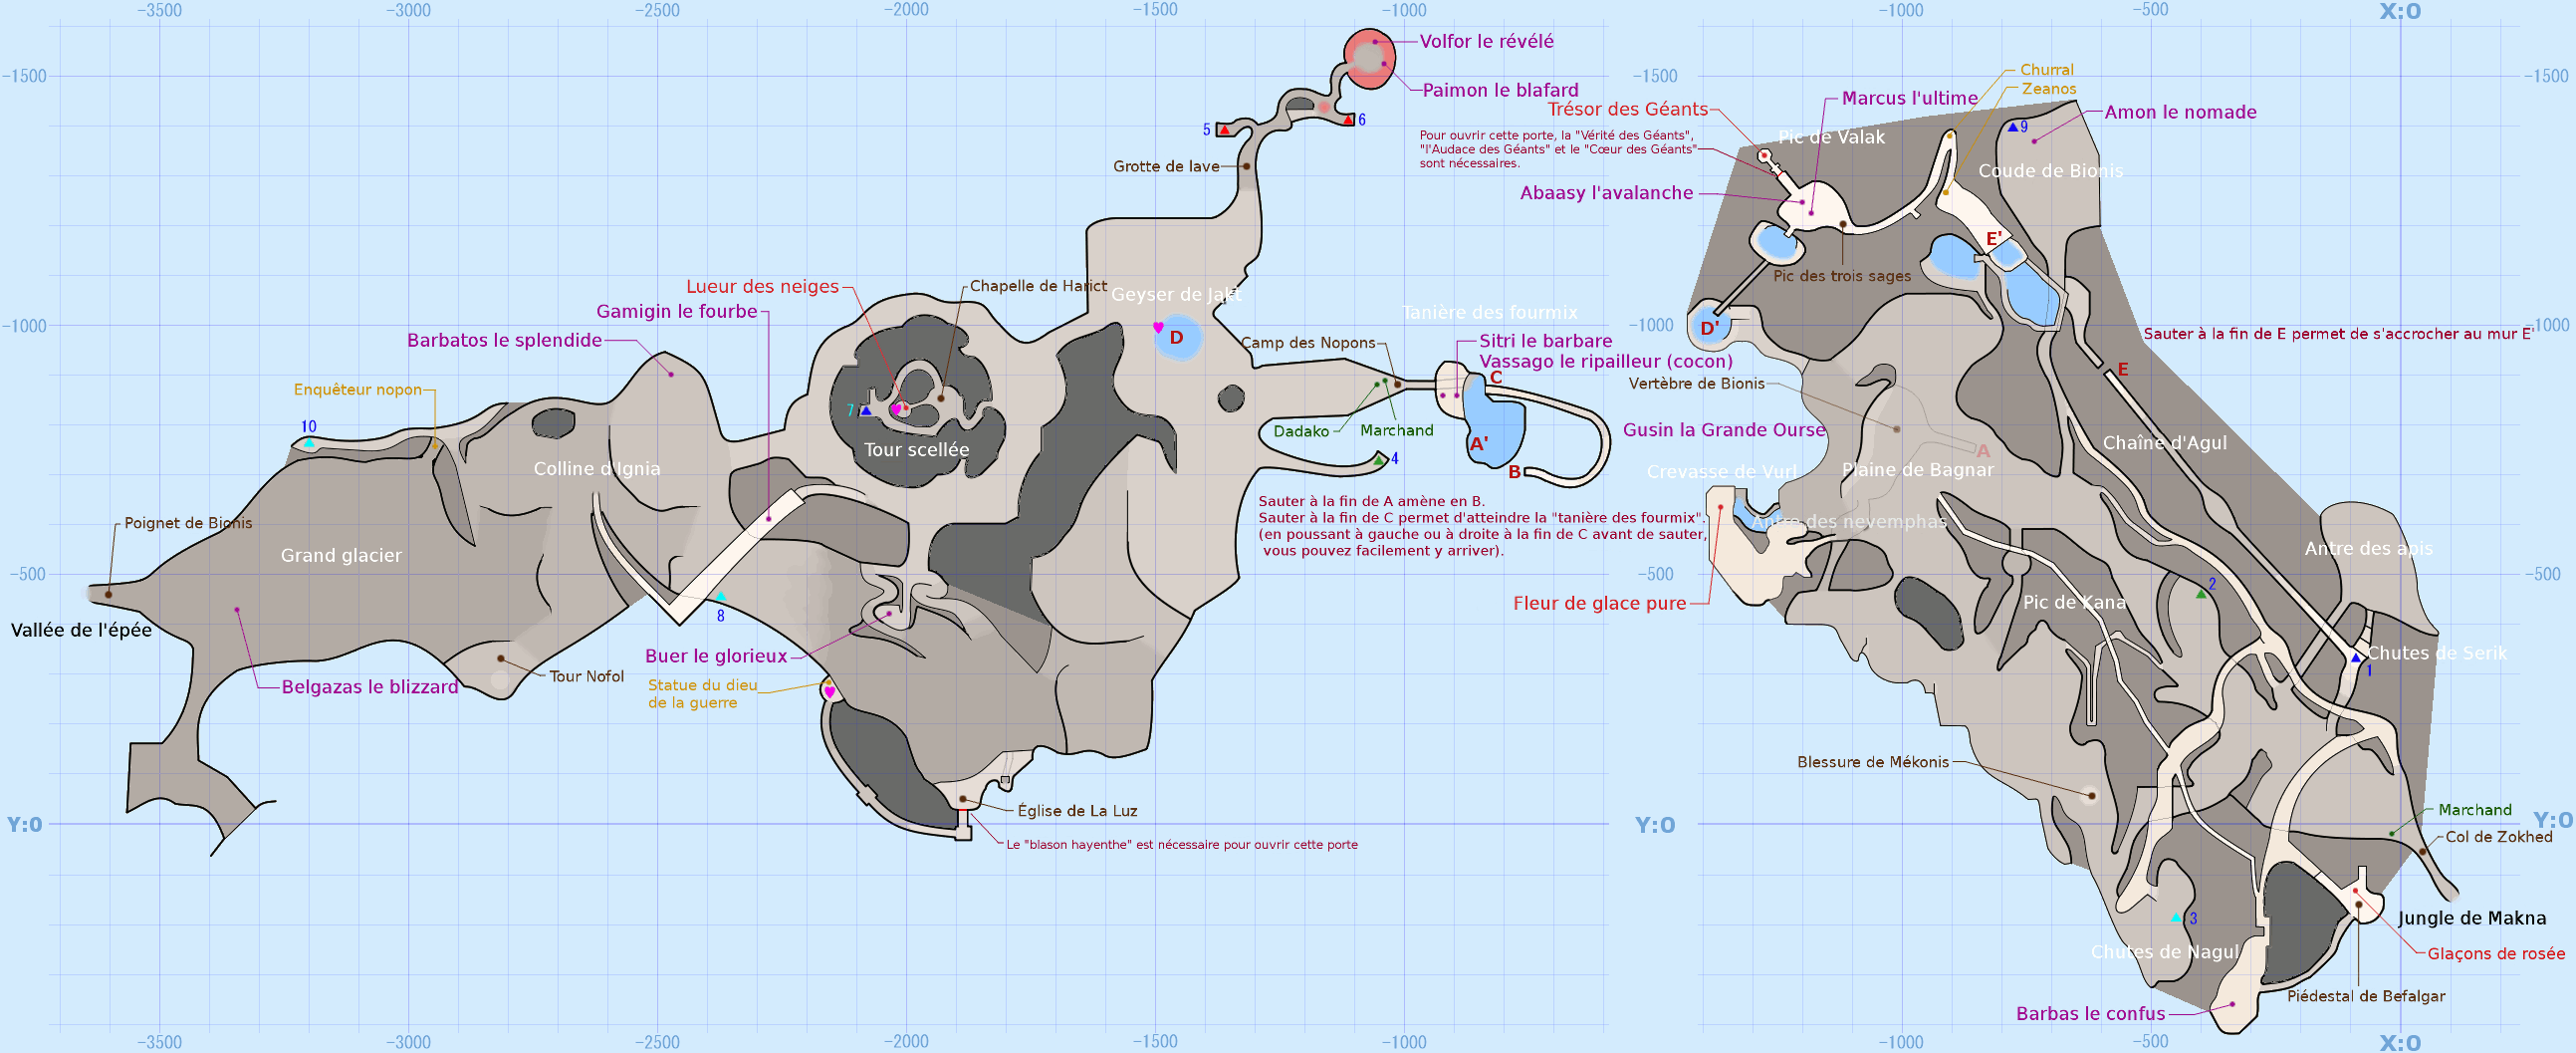 -3500
-3000
-2500
-2000
-1500
-1000
-1000
-500
X:0
-1500
-1500
-1500
-1000
-1000
-1000
-500
-500
-500
Y:0
Y:0
Y:0
Volfor le révélé
Paimon le blafard
5
6
Grotte de lave
Trésor des Géants
Pour ouvrir cette porte, la "Vérité des Géants",
"l'Audace des Géants" et le "Cœur des Géants"
sont nécessaires.
Abaasy l'avalanche
Marcus l'ultime
Churral
Zeanos
9
Amon le nomade
Pic de Valak
Coude de Bionis
E'
Pic des trois sages
D'
Lueur des neiges
Chapelle de Harict
Gamigin le fourbe
Barbatos le splendide
Enquêteur nopon
10
Geyser de Jakt
D
Tanière des fourmix
Camp des Nopons
Sitri le barbare
Vassago le ripailleur (cocon)
C
Dadako
Marchand
A'
B
4
7
Tour scellée
Colline d'Ignia
Poignet de Bionis
Grand glacier
Vallée de l'épée
Belgazas le blizzard
Tour Nofol
8
Buer le glorieux
Statue du dieu
de la guerre
Église de La Luz
Le "blason hayenthe" est nécessaire pour ouvrir cette porte
Sauter à la fin de A amène en B.
Sauter à la fin de C permet d'atteindre la "tanière des fourmix".
(en poussant à gauche ou à droite à la fin de C avant de sauter,
vous pouvez facilement y arriver).
Sauter à la fin de E permet de s'accrocher au mur E'
E
Vertèbre de Bionis
Gusin la Grande Ourse
A
Chaîne d'Agul
Crevasse de Vurl
Plaine de Bagnar
Antre des nevemphas
Antre des apis
Fleur de glace pure
Pic de Kana
2
Chutes de Serik
1
Blessure de Mékonis
Marchand
Col de Zokhed
3
Jungle de Makna
Chutes de Nagul
Glaçons de rosée
Piédestal de Befalgar
Barbas le confus
-3500
-3000
-2500
-2000
-1500
-1000
-1000
-500
X:0